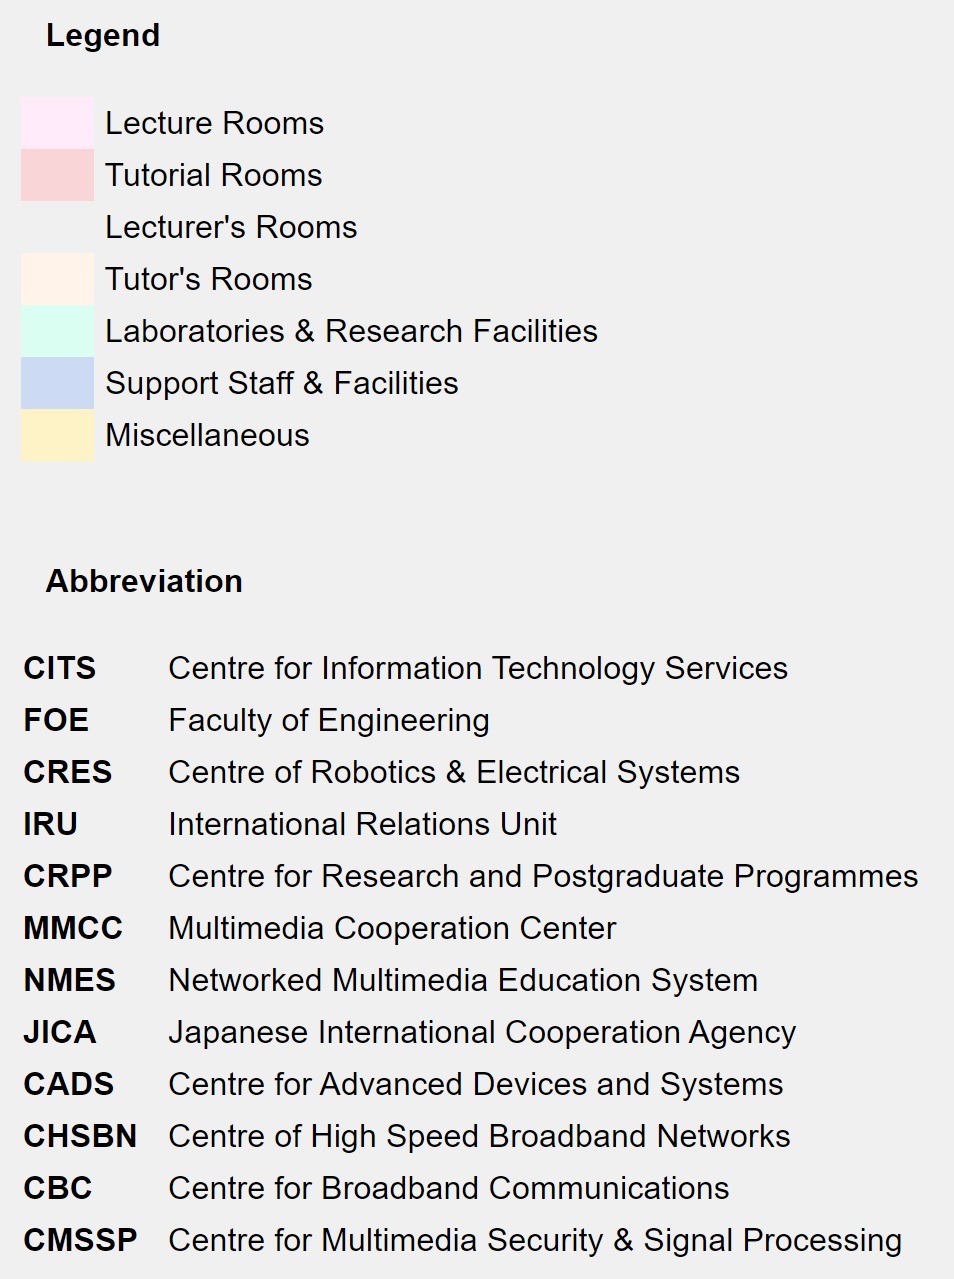 Legend
Lecture Rooms
Tutorial Rooms
Lecturer's Rooms
Tutor's Rooms
Laboratories & Research Facilities
Support Staff & Facilities
Miscellaneous
Abbreviation
CITS Centre for Information Technology Services
FOE Faculty of Engineering
CRES Centre of Robotics & Electrical Systems
IRU International Relations Unit
CRPP Centre for Research and Postgraduate Programmes
MMCC Multimedia Cooperation Center
NMES Networked Multimedia Education System
JICA Japanese International Cooperation Agency
CADS Centre for Advanced Devices and Systems
CHSBN Centre of High Speed Broadband Networks
CBC Centre for Broadband Communications
CMSSP Centre for Multimedia Security & Signal Processing